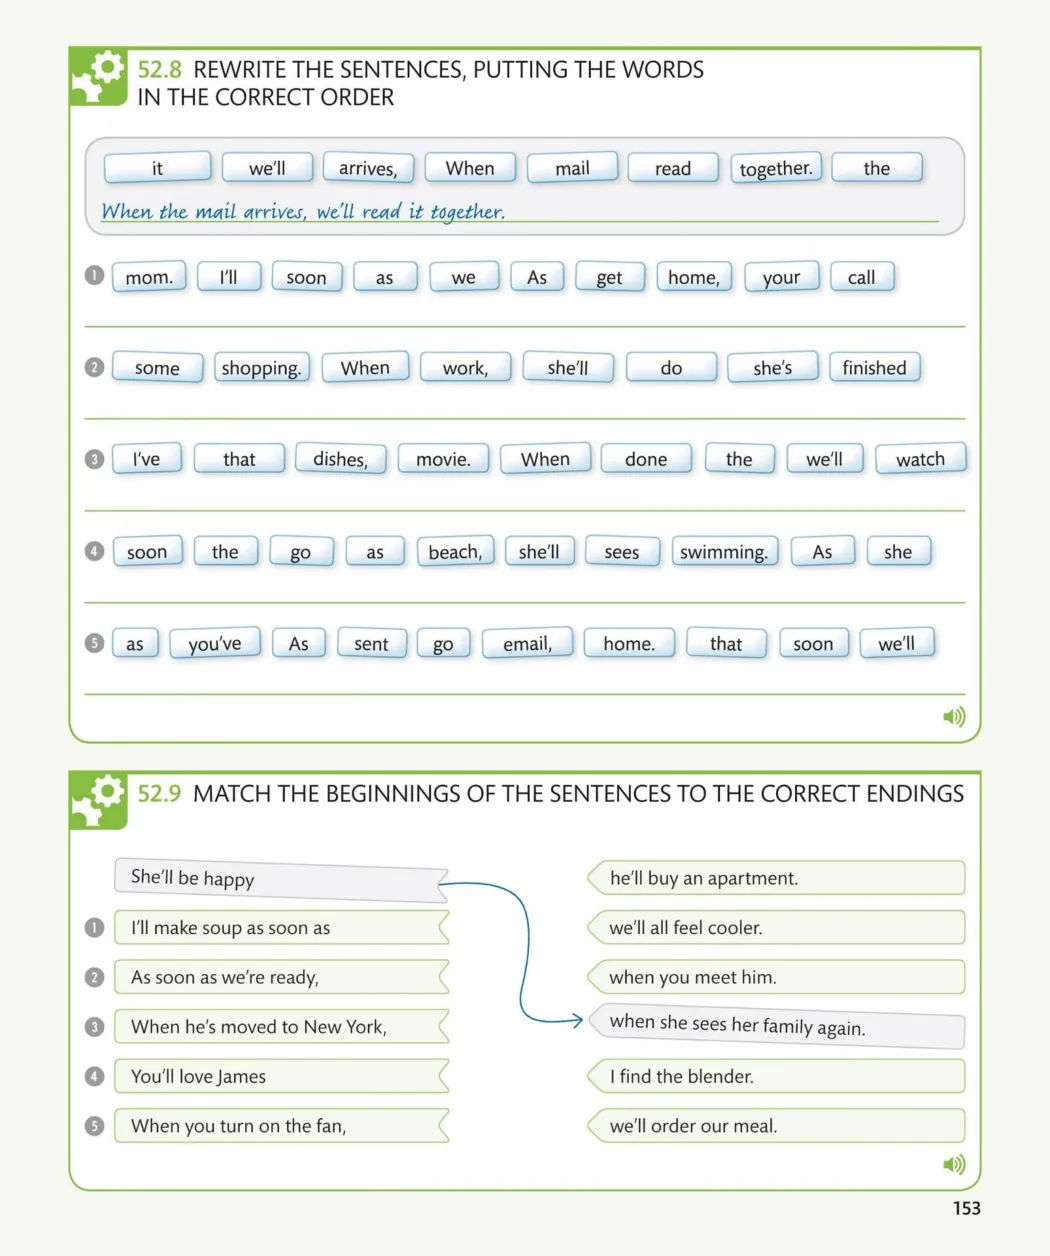 52.8 REWRITE THE SENTENCES, PUTTING THE WORDS
IN THE CORRECT ORDER
it we'll arrives, When mail read together. the
When the mail arrives, we'll read it together.
1 mom. I'll soon as we As get home, your call
2 some shopping. When work, she'll do she's finished
3 I've that dishes, movie. When done the we'll watch
4 soon the go as beach, she'll sees swimming. As she
5 as you've As sent go email, home. that soon we'll
52.9 MATCH THE BEGINNINGS OF THE SENTENCES TO THE CORRECT ENDINGS
She'll be happy he'll buy an apartment.
1 I'll make soup as soon as we'll all feel cooler.
2 As soon as we're ready, when you meet him.
3 When he's moved to New York, when she sees her family again.
4 You'll love James I find the blender.
5 When you turn on the fan, we'll order our meal.
153